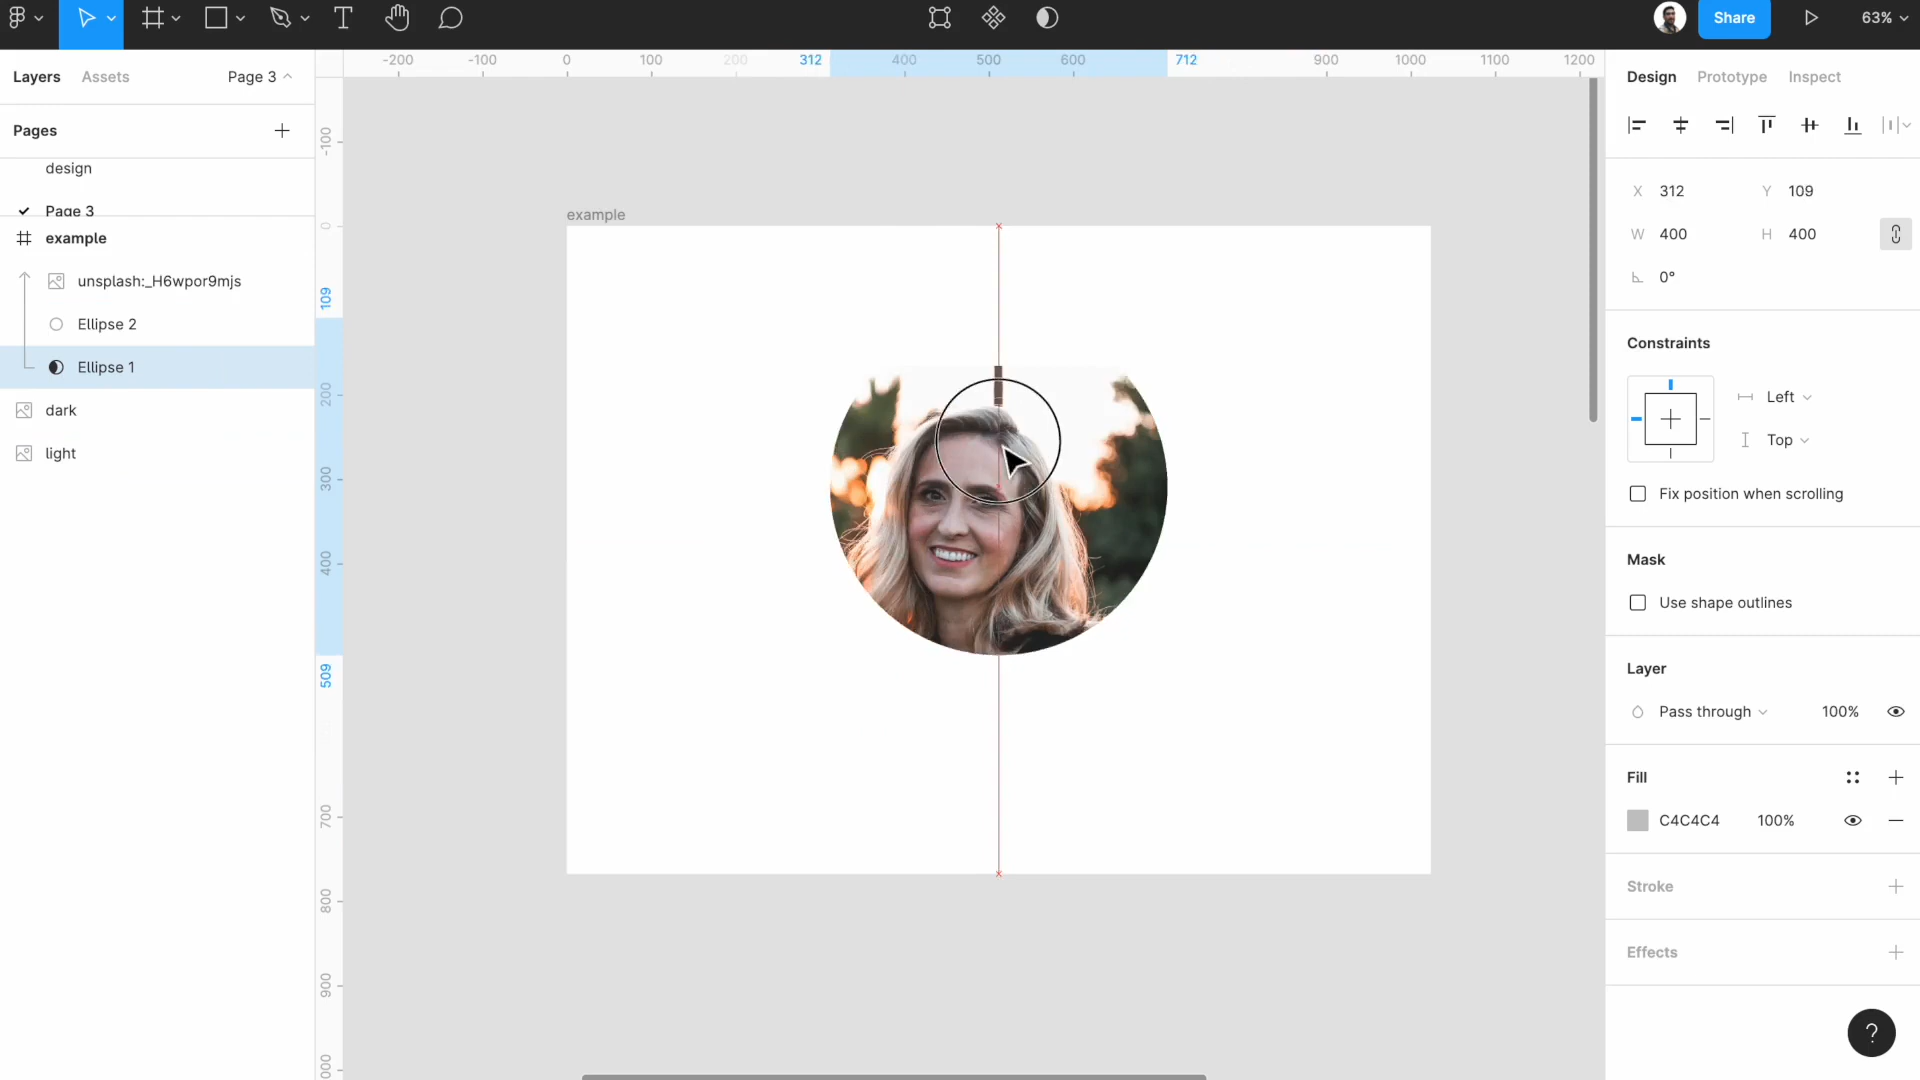 Share
63%
Layers
Assets
Page 3
-200
-100
0
100
200
312
400
500
600
712
900
1000
1100
1200
Design
Prototype
Inspect
Pages
design
Page 3
example
unsplash:_H6wpor9mjs
Ellipse 2
Ellipse 1
dark
light
-100
0
109
200
300
400
509
700
800
900
000
example
X 312
Y 109
W 400
H 400
0°
Constraints
Left
Top
Fix position when scrolling
Mask
Use shape outlines
Layer
Pass through
100%
Fill
C4C4C4
100%
Stroke
Effects
?